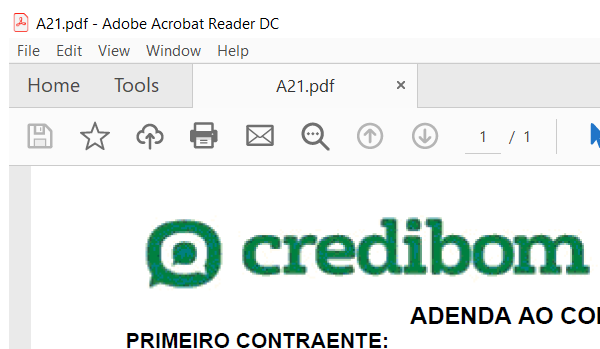 A21.pdf - Adobe Acrobat Reader DC
File Edit View Window Help
Home Tools A21.pdf ×
1 / 1
credibom
ADENDA AO
PRIMEIRO CONTRAENTE: